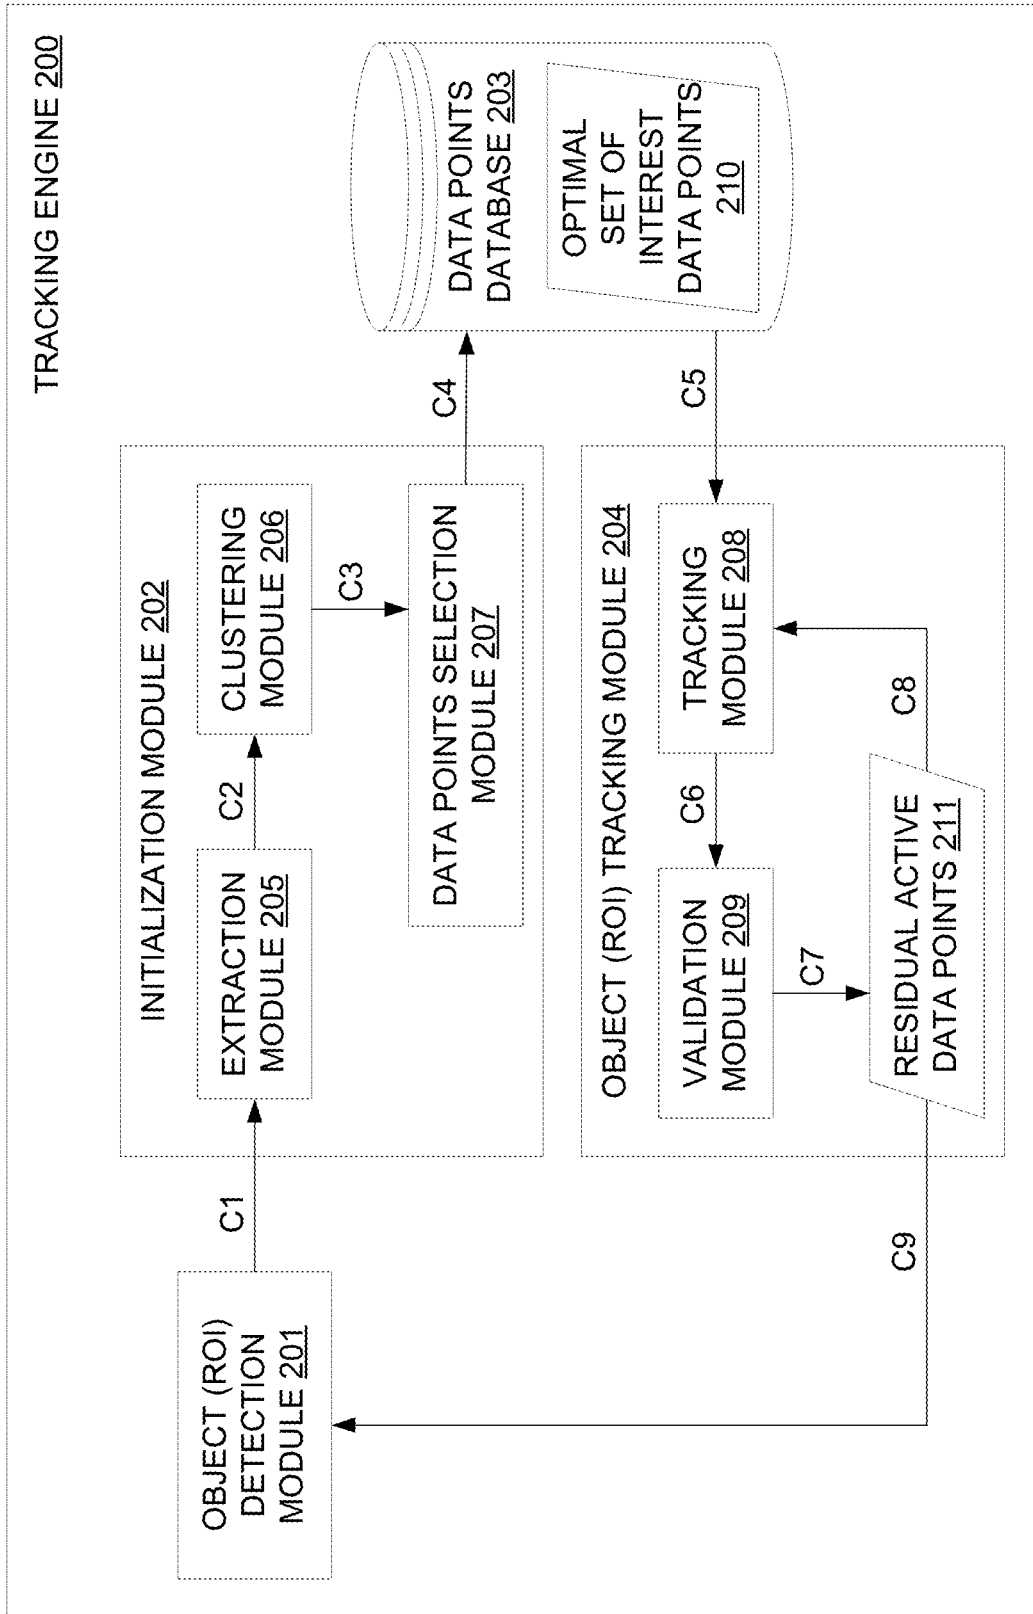 TRACKING ENGINE 200
INITIALIZATION MODULE 202
OBJECT (ROI)
DETECTION
MODULE 201
C1
EXTRACTION
MODULE 205
C2
CLUSTERING
MODULE 206
C3
DATA POINTS SELECTION
MODULE 207
C4
DATA POINTS
DATABASE 203
OPTIMAL
SET OF
INTEREST
DATA POINTS
210
C5
OBJECT (ROI) TRACKING MODULE 204
TRACKING
MODULE 208
C6
VALIDATION
MODULE 209
C7
RESIDUAL ACTIVE
DATA POINTS 211
C8
C9